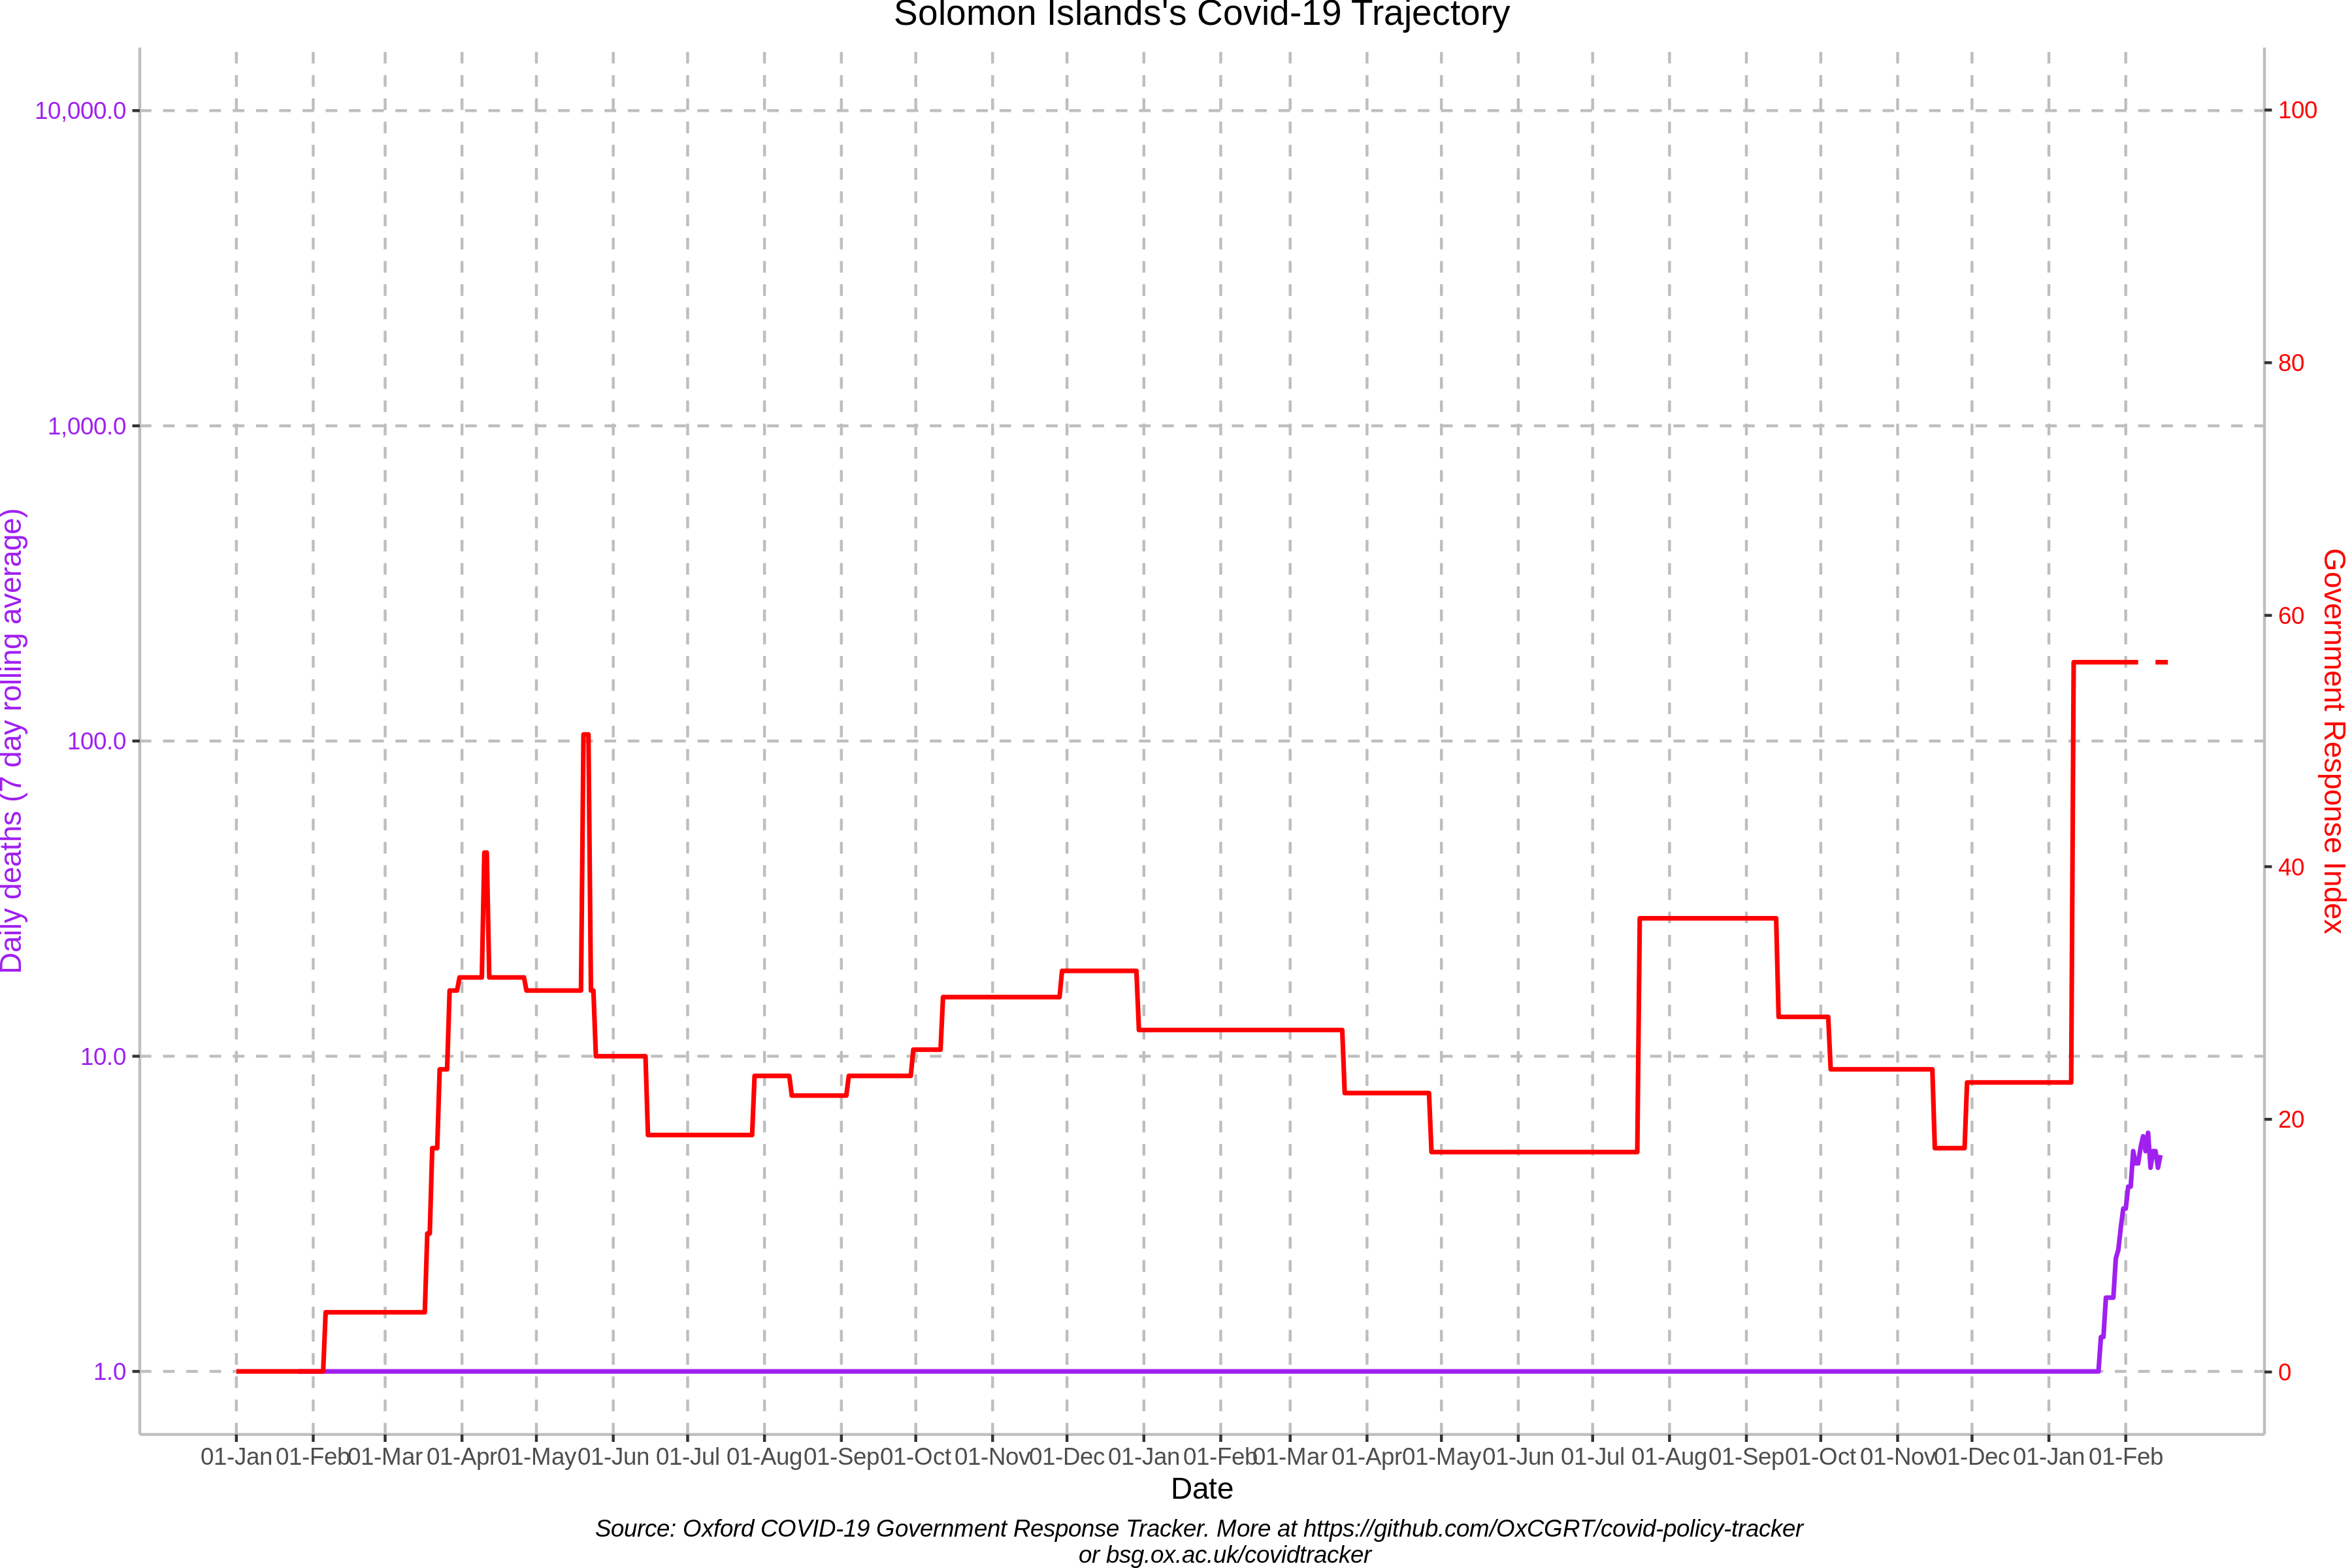 Solomon Islands's Covid-19 Trajectory
10,000.0
1,000.0
100.0
10.0
1.0
Daily deaths (7 day rolling average)
100
80
60
40
20
0
Government Response Index
01-Jan 01-Feb 01-Mar 01-Apr 01-May 01-Jun 01-Jul 01-Aug 01-Sep 01-Oct 01-Nov 01-Dec 01-Jan 01-Feb 01-Mar 01-Apr 01-May 01-Jun 01-Jul 01-Aug 01-Sep 01-Oct 01-Nov 01-Dec 01-Jan 01-Feb
Date
Source: Oxford COVID-19 Government Response Tracker. More at https://github.com/OxCGRT/covid-policy-tracker
or bsg.ox.ac.uk/covidtracker